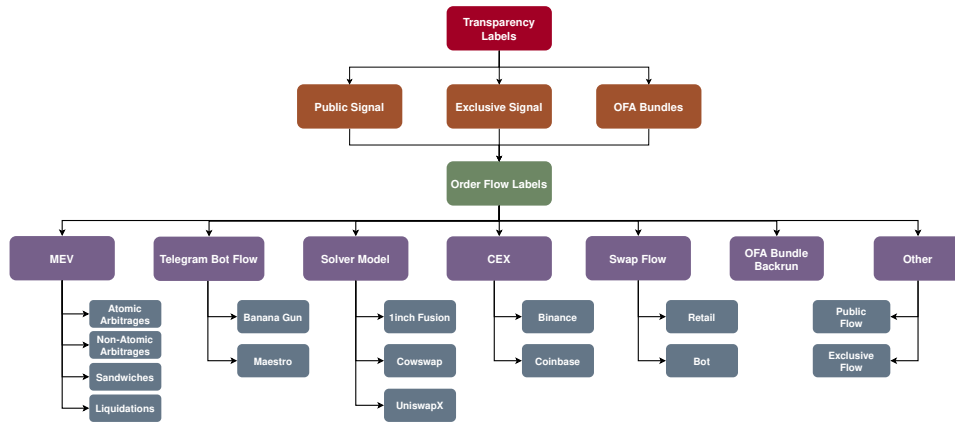 Transparency
Labels
Public Signal
Exclusive Signal
OFA Bundles
Order Flow Labels
MEV
Telegram Bot Flow
Solver Model
CEX
Swap Flow
OFA Bundle
Backrun
Other
Atomic
Arbitrages
Non-Atomic
Arbitrages
Sandwiches
Liquidations
Banana Gun
Maestro
1inch Fusion
Cowswap
UniswapX
Binance
Coinbase
Retail
Bot
Public
Flow
Exclusive
Flow